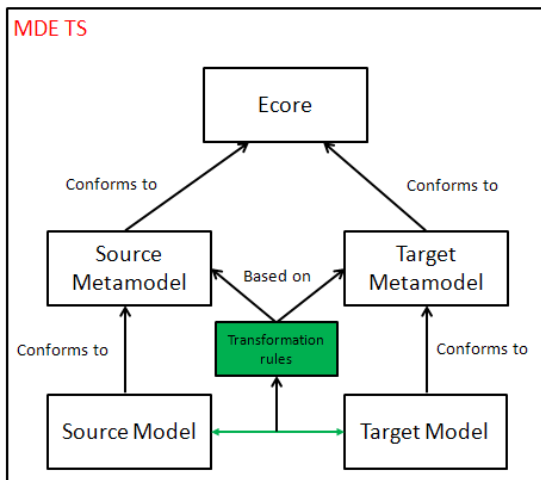 MDE TS
Ecore
Conforms to
Conforms to
Source
Metamodel
Based on
Target
Metamodel
Transformation
rules
Conforms to
Conforms to
Source Model
Target Model